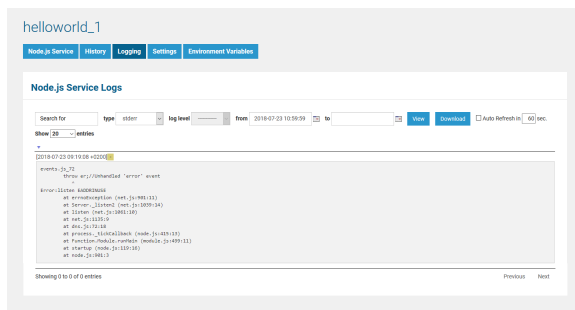 helloworld_1
Node.js Service History Logging Settings Environment Variables
Node.js Service Logs
Search for type stderr log level from 2018-07-23 10:59:59 to View Download Auto Refresh in 60 sec.
Show 20 entries
[2018-07-23 09:19:08 +0200]
events.js_72
throw er;//Unhandled 'error' event
^
Error:listen EADDRINUSE
at errnoException (net.js:901:11)
at Server._listen2 (net.js:1039:14)
at listen (net.js:1061:10)
at net.js:1135:9
at dns.js:72:18
at process._tickCallback (node.js:415:13)
at Function.Module.runMain (module.js:499:11)
at startup (node.js:119:16)
at node.js:901:3
Showing 0 to 0 of 0 entries Previous Next